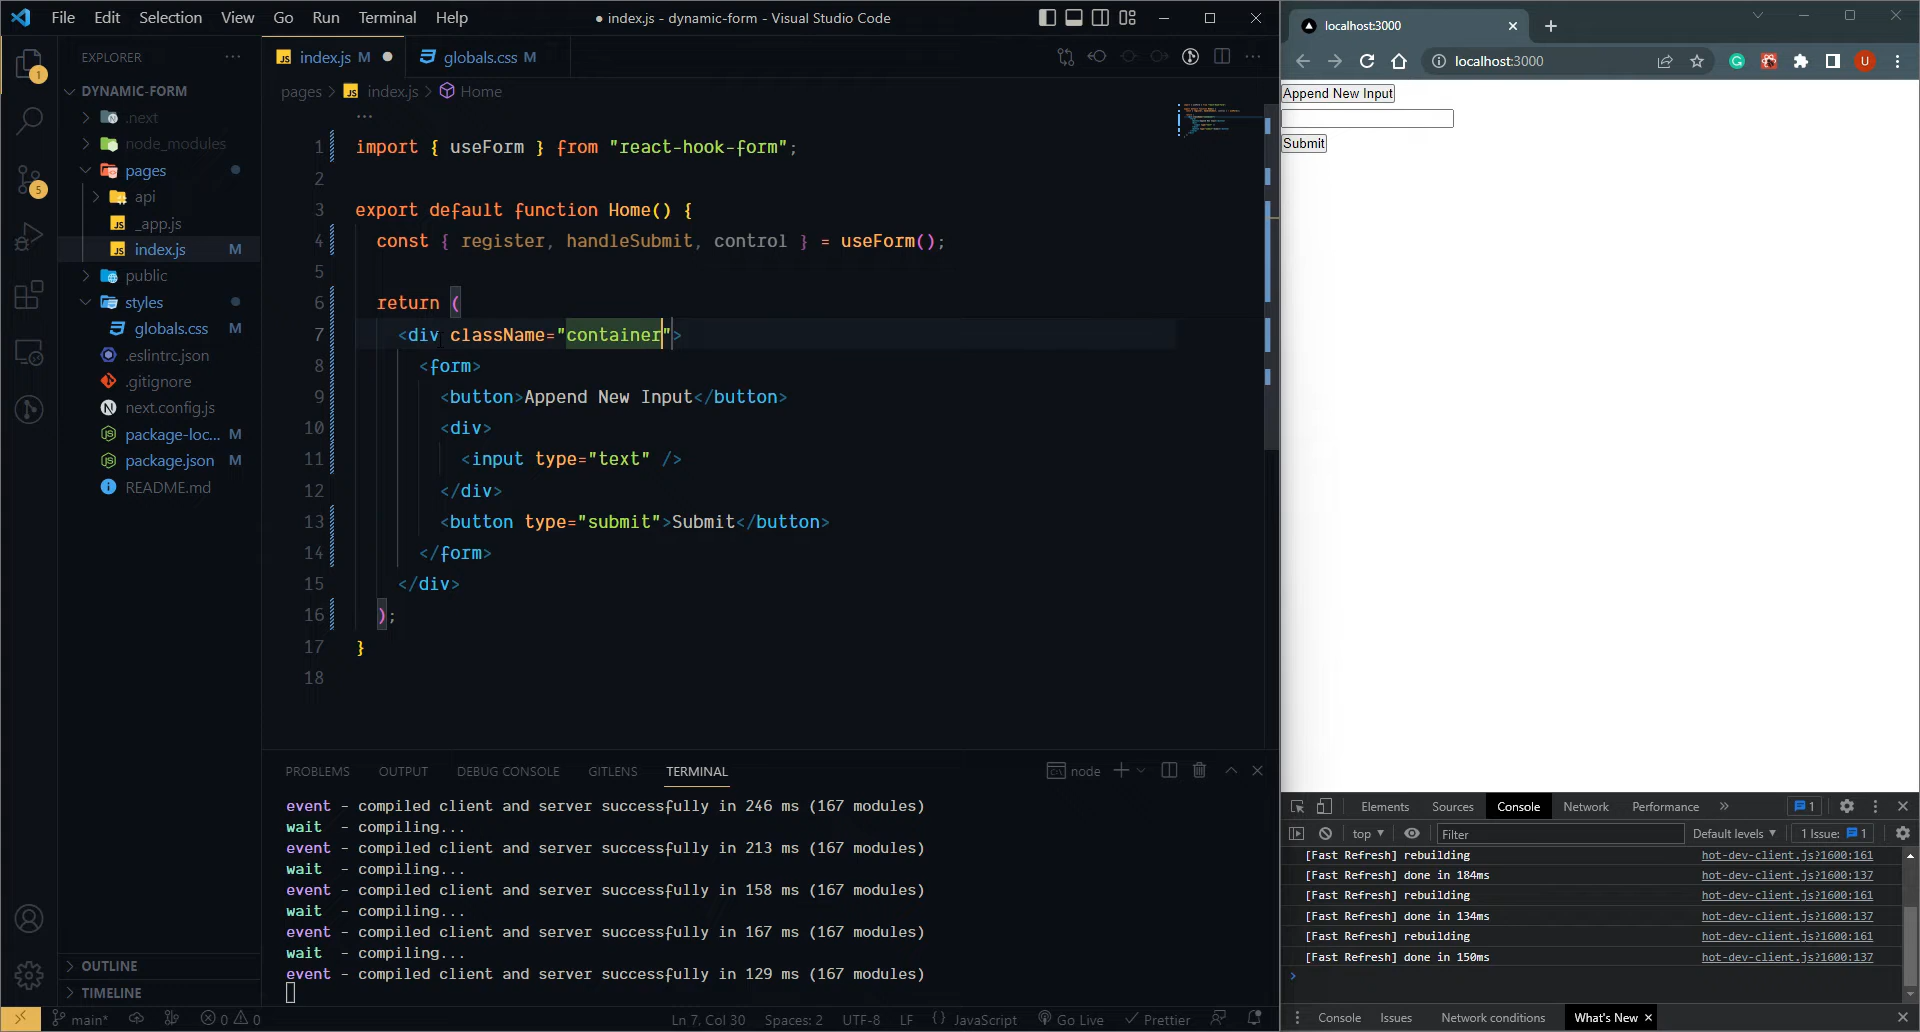 File Edit Selection View Go Run Terminal Help
● index.js - dynamic-form - Visual Studio Code
EXPLORER
DYNAMIC-FORM
.next
node_modules
pages
api
_app.js
index.js M
public
styles
globals.css
.eslintrc.json
.gitignore
next.config.js
package-loc... M
package.json M
README.md
OUTLINE
TIMELINE
1
5
index.js M
globals.css M
pages > index.js > Home
1 import { useForm } from "react-hook-form";
2
3 export default function Home() {
4 const { register, handleSubmit, control } = useForm();
5
6 return (
7 <div className="container">
8 <form>
9 <button>Append New Input</button>
10 <div>
11 <input type="text" />
12 </div>
13 <button type="submit">Submit</button>
14 </form>
15 </div>
16 );
17 }
18
PROBLEMS OUTPUT DEBUG CONSOLE GITLENS TERMINAL
node
event - compiled client and server successfully in 246 ms (167 modules)
wait - compiling...
event - compiled client and server successfully in 213 ms (167 modules)
wait - compiling...
event - compiled client and server successfully in 158 ms (167 modules)
wait - compiling...
event - compiled client and server successfully in 167 ms (167 modules)
wait - compiling...
event - compiled client and server successfully in 129 ms (167 modules)
main* 0 0
Ln 7, Col 30 Spaces: 2 UTF-8 LF {} JavaScript Go Live Prettier
localhost:3000
localhost:3000
U
Append New Input
Submit
Elements Sources Console Network Performance » 1
top Filter Default levels 1 Issue: 1
[Fast Refresh] rebuilding hot-dev-client.js?1600:161
[Fast Refresh] done in 184ms hot-dev-client.js?1600:137
[Fast Refresh] rebuilding hot-dev-client.js?1600:161
[Fast Refresh] done in 134ms hot-dev-client.js?1600:137
[Fast Refresh] rebuilding hot-dev-client.js?1600:161
[Fast Refresh] done in 150ms hot-dev-client.js?1600:137
Console Issues Network conditions What's New